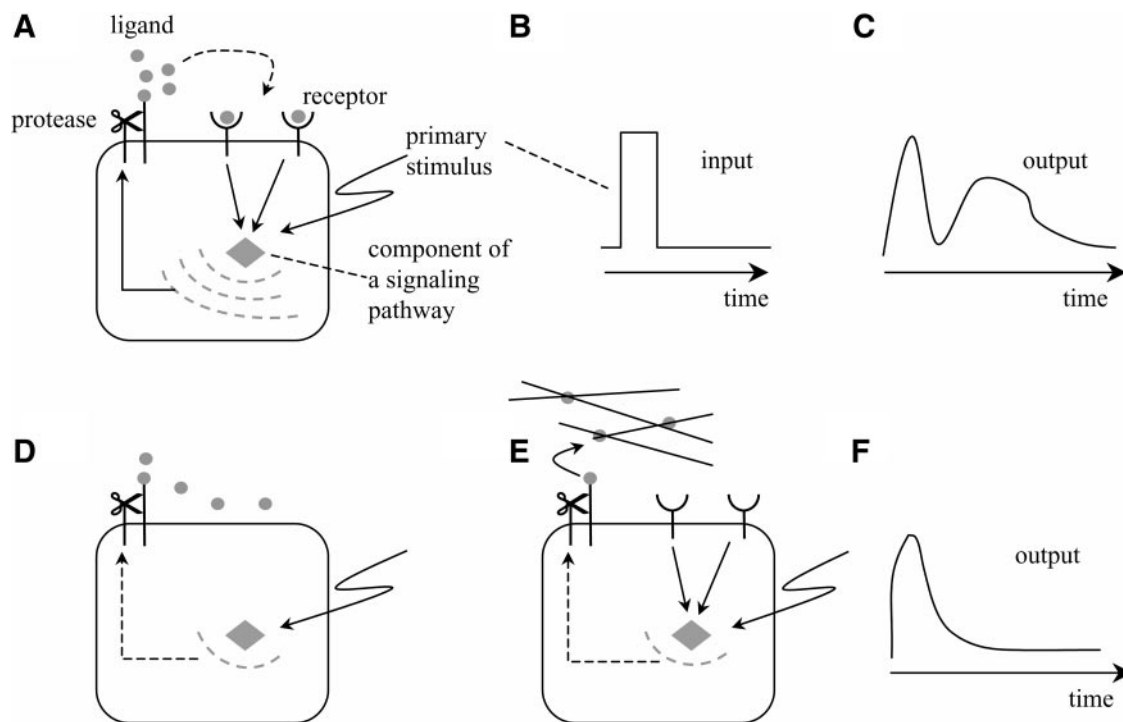 A
ligand
protease
receptor
primary
stimulus
component of
a signaling
pathway
B
input
time
C
output
time
D
E
F
output
time